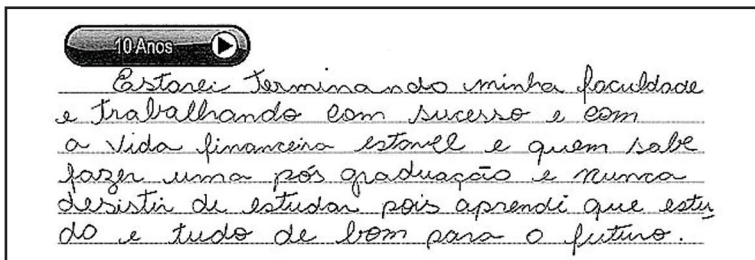 10 Anos
Estarei Terminando minha faculdade
e Trabalhando com sucesso e com
a vida financeira estavel e quem sabe
fazer uma pós graduação e nunca
desistir de estudar pois aprendi que estu
do e tudo de bom para o futuro.